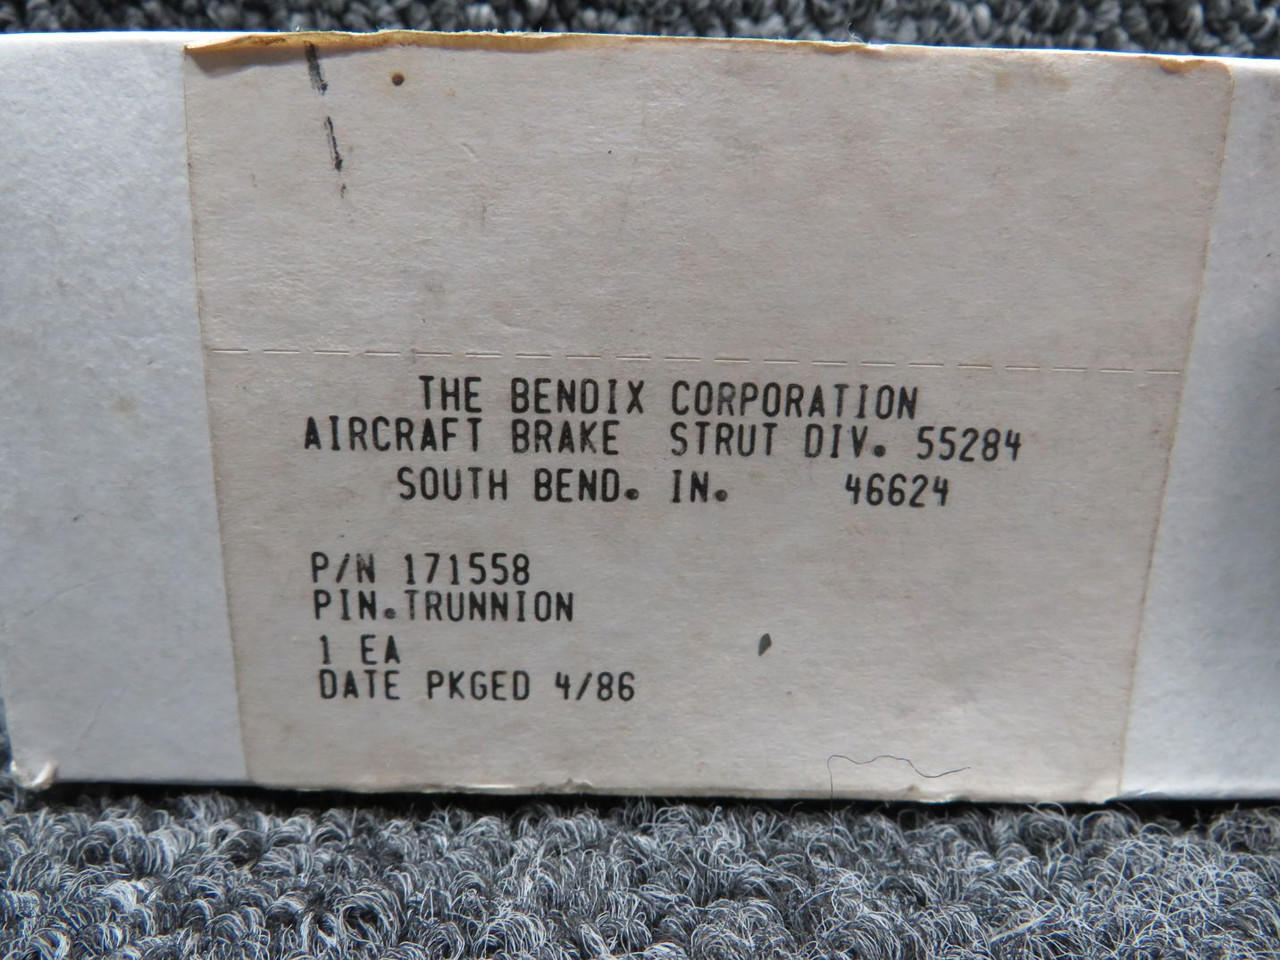 THE BENDIX CORPORATION
AIRCRAFT BRAKE STRUT DIV. 55284
SOUTH BEND. IN. 46624
P/N 171558
PIN.TRUNNION
1 EA
DATE PKGED 4/86